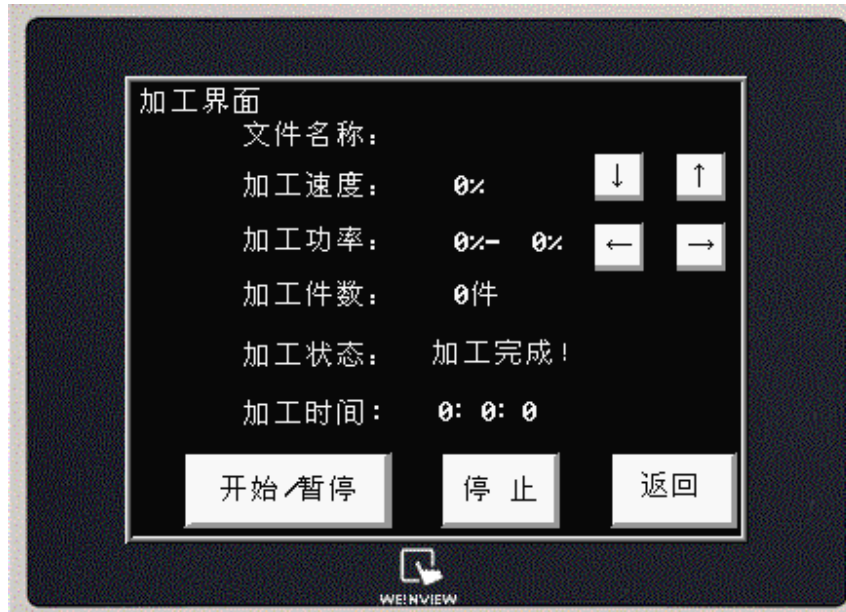 加工界面
文件名称：
加工速度： 0% ↓ ↑
加工功率： 0%- 0% ← →
加工件数： 0件
加工状态： 加工完成！
加工时间： 0: 0: 0
开始/暂停 停 止 返回
WEINVIEW